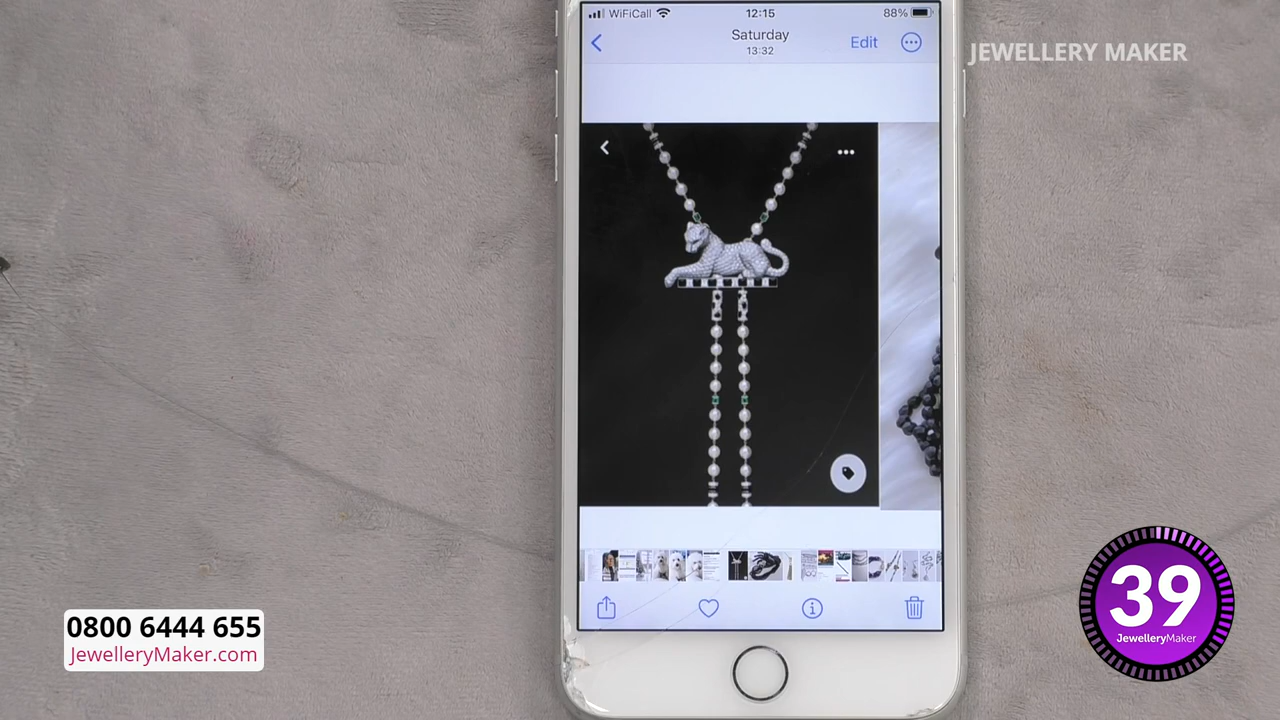 WiFiCall
12:15
88%
Saturday
13:32
Edit
JEWELLERY MAKER
0800 6444 655
JewelleryMaker.com
39
JewelleryMaker